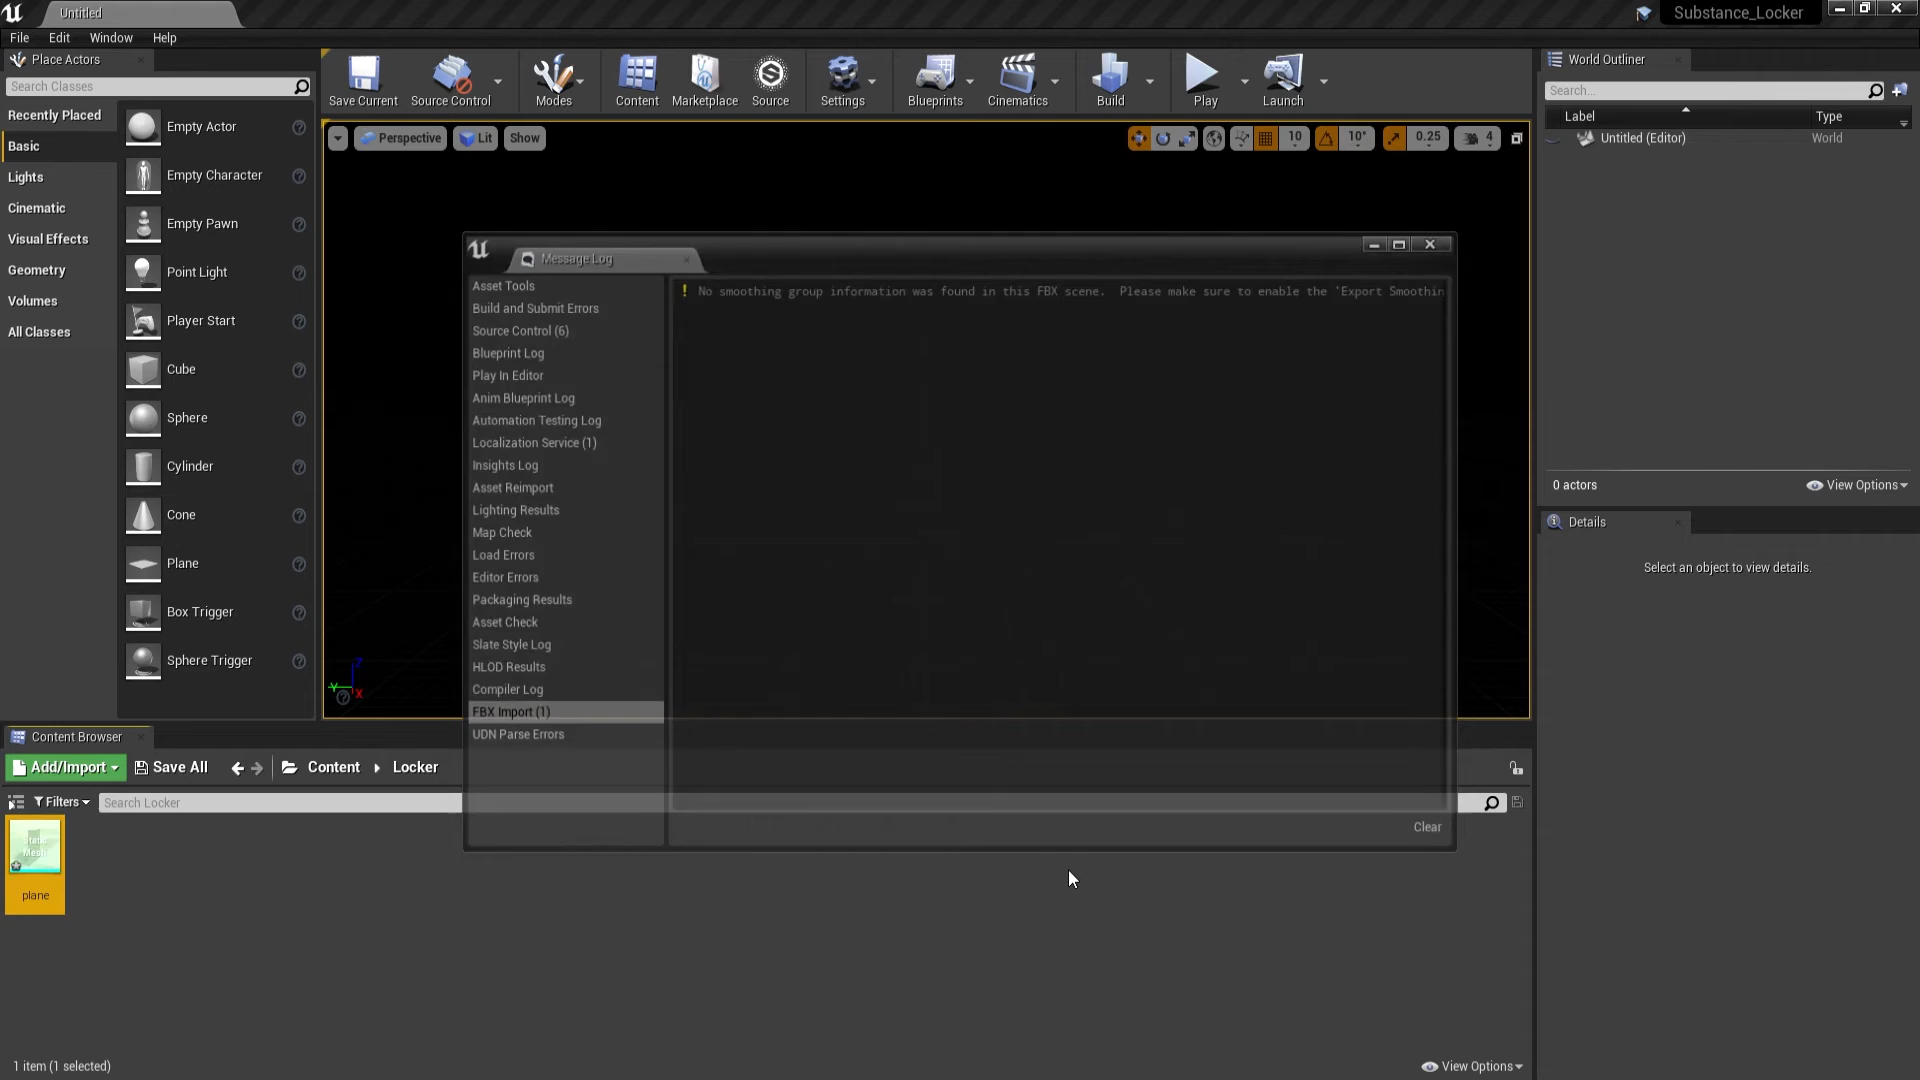 Untitled
Substance_Locker
File Edit Window Help
Place Actors
Search Classes
Recently Placed
Basic
Lights
Cinematic
Visual Effects
Geometry
Volumes
All Classes
Empty Actor
Empty Character
Empty Pawn
Point Light
Player Start
Cube
Sphere
Cylinder
Cone
Plane
Box Trigger
Sphere Trigger
Save Current Source Control Modes Content Marketplace Source Settings Blueprints Cinematics Build Play Launch
Perspective Lit Show
10 10° 0.25 4
Z
Y
X
Message Log
Asset Tools
Build and Submit Errors
Source Control (6)
Blueprint Log
Play In Editor
Anim Blueprint Log
Automation Testing Log
Localization Service (1)
Insights Log
Asset Reimport
Lighting Results
Map Check
Load Errors
Editor Errors
Packaging Results
Asset Check
Slate Style Log
HLOD Results
Compiler Log
FBX Import (1)
UDN Parse Errors
! No smoothing group information was found in this FBX scene.  Please make sure to enable the 'Export Smoothin
Clear
World Outliner
Search...
Label Type
Untitled (Editor) World
0 actors View Options
Details
Select an object to view details.
Content Browser
Add/Import Save All Content Locker
Filters Search Locker
Static
Mesh
plane
1 item (1 selected)
View Options